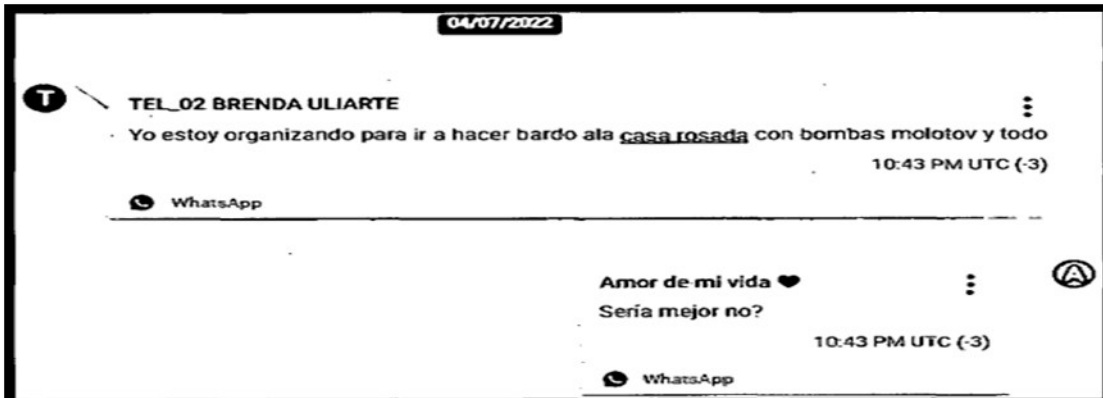 04/07/2022
T
TEL_02 BRENDA ULIARTE
Yo estoy organizando para ir a hacer bardo ala casa rosada con bombas molotov y todo
10:43 PM UTC (-3)
WhatsApp
Amor de mi vida ♥
A
Sería mejor no?
10:43 PM UTC (-3)
WhatsApp